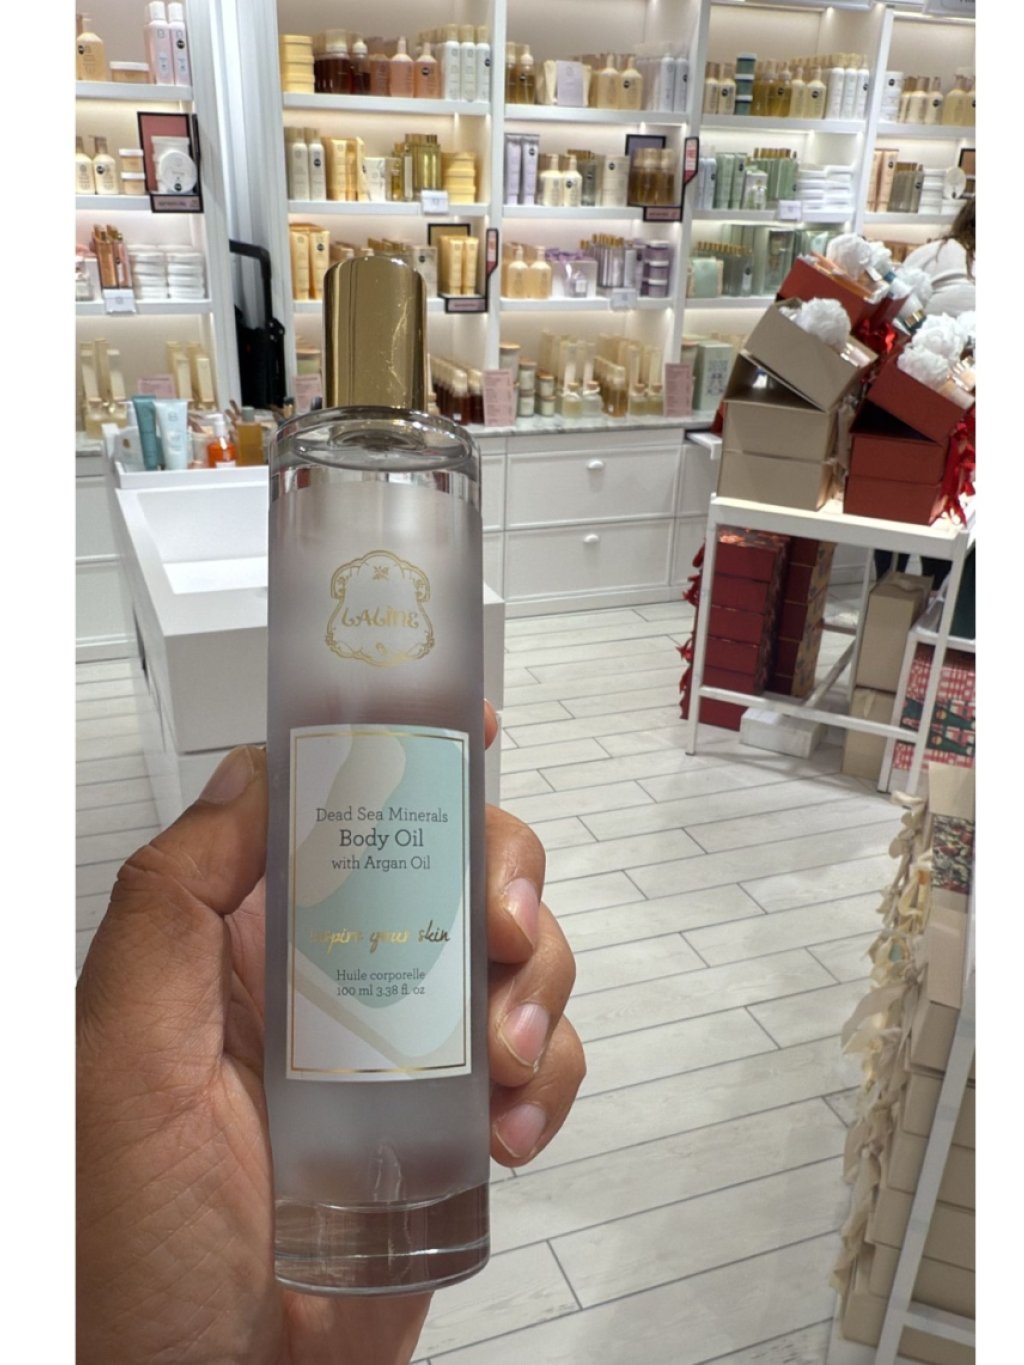 LALINE
Dead Sea Minerals
Body Oil
with Argan Oil
inspire your skin
Huile corporelle
100 ml 3.38 fl. oz